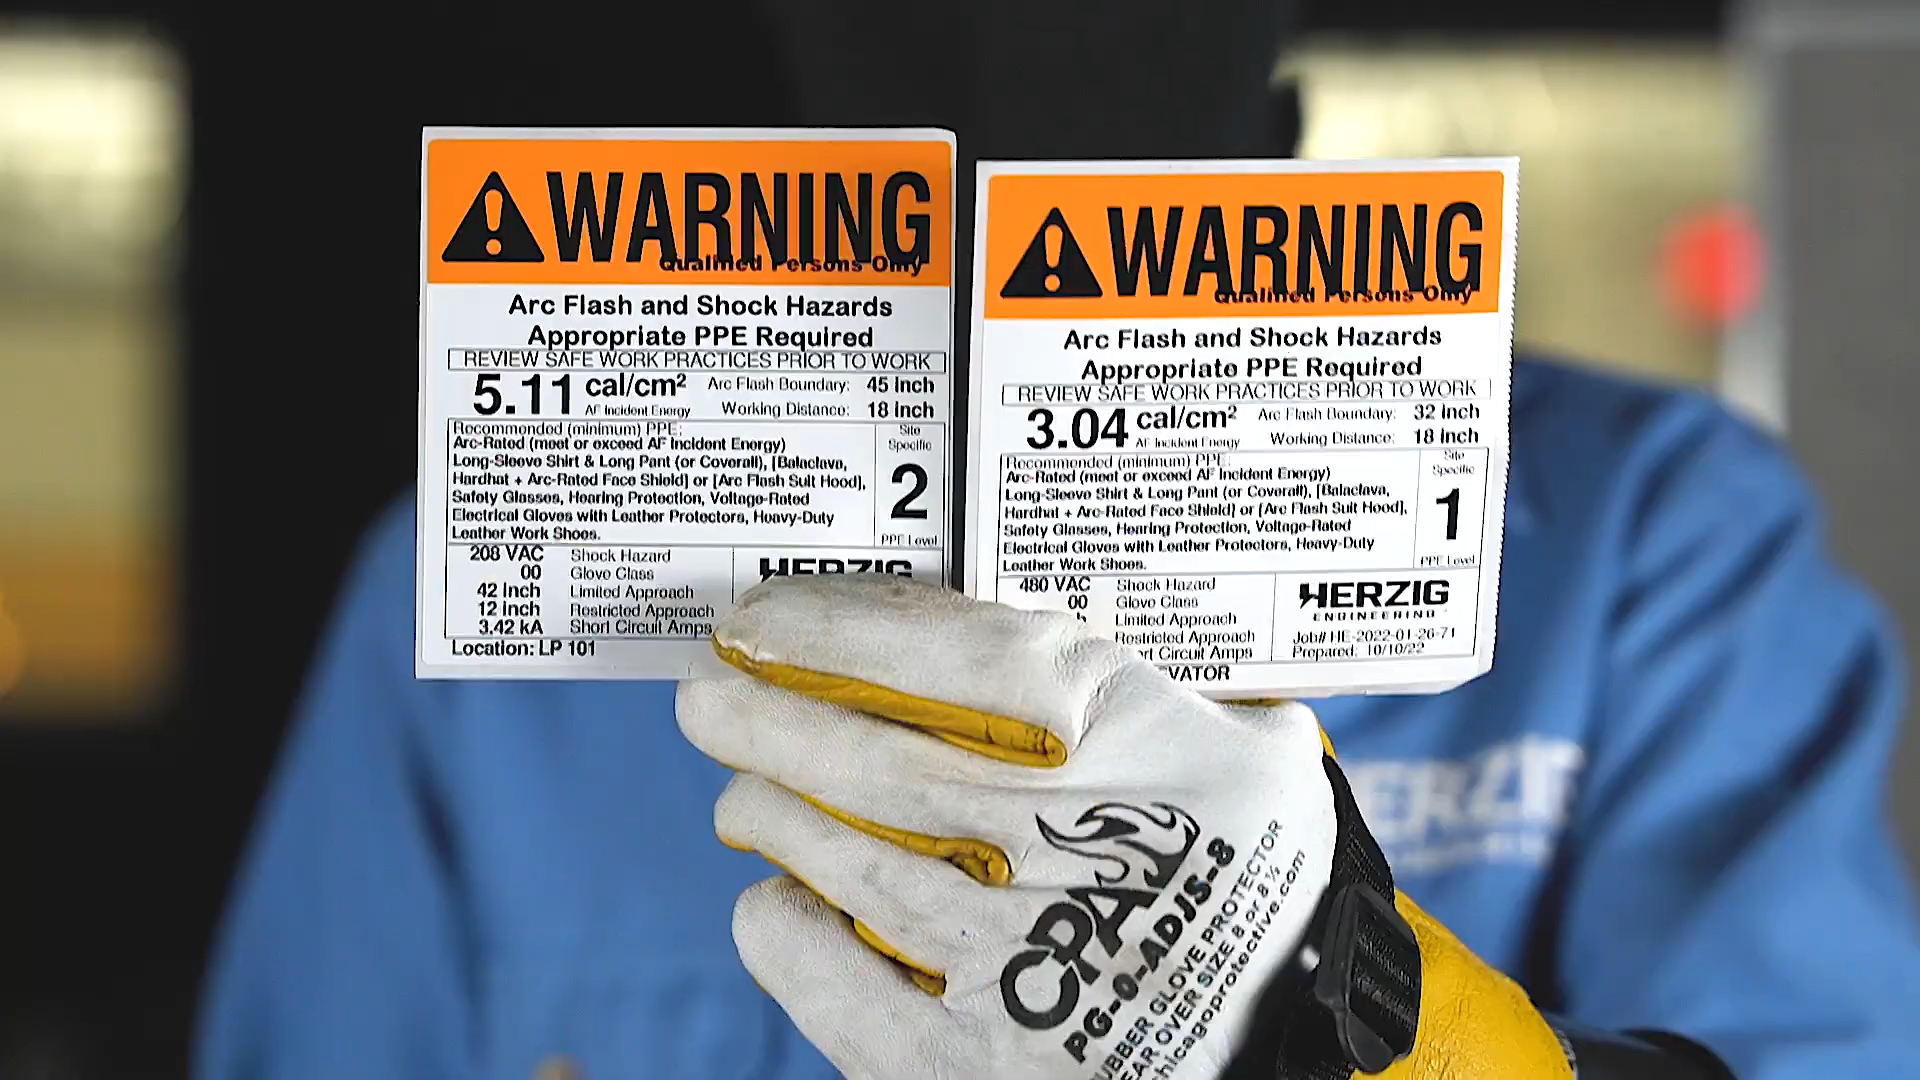 WARNING
Qualified Persons Only
Arc Flash and Shock Hazards
Appropriate PPE Required
REVIEW SAFE WORK PRACTICES PRIOR TO WORK
5.11 cal/cm² Arc Flash Boundary: 45 inch
AF Incident Energy Working Distance: 18 inch
Recommended (minimum) PPE:
Arc-Rated (meet or exceed AF Incident Energy)
Long-Sleeve Shirt & Long Pant (or Coverall), [Balaclava,
Hardhat + Arc-Rated Face Shield] or [Arc Flash Suit Hood],
Safety Glasses, Hearing Protection, Voltage-Rated
Electrical Gloves with Leather Protectors, Heavy-Duty
Leather Work Shoes.
Site
Specific
2
PPE Level
208 VAC Shock Hazard
00 Glove Class
42 inch Limited Approach
12 inch Restricted Approach
3.42 kA Short Circuit Amps
HERZIG
Location: LP 101
WARNING
Qualified Persons Only
Arc Flash and Shock Hazards
Appropriate PPE Required
REVIEW SAFE WORK PRACTICES PRIOR TO WORK
3.04 cal/cm² Arc Flash Boundary: 32 inch
AF Incident Energy Working Distance: 18 inch
Recommended (minimum) PPE:
Arc-Rated (meet or exceed AF Incident Energy)
Long-Sleeve Shirt & Long Pant (or Coverall), [Balaclava,
Hardhat + Arc-Rated Face Shield] or [Arc Flash Suit Hood],
Safety Glasses, Hearing Protection, Voltage-Rated
Electrical Gloves with Leather Protectors, Heavy-Duty
Leather Work Shoes.
Site
Specific
1
PPE Level
480 VAC Shock Hazard
00 Glove Class
h Limited Approach
Restricted Approach
rt Circuit Amps
HERZIG
ENGINEERING
Job# HE-2022-01-26-71
Prepared: 10/10/22
VATOR
ERZIG
CPA
PG-0-ADJS-8
UBBER GLOVE PROTECTOR
EAR OVER SIZE 8 or 8 ½
hicagoprotective.com